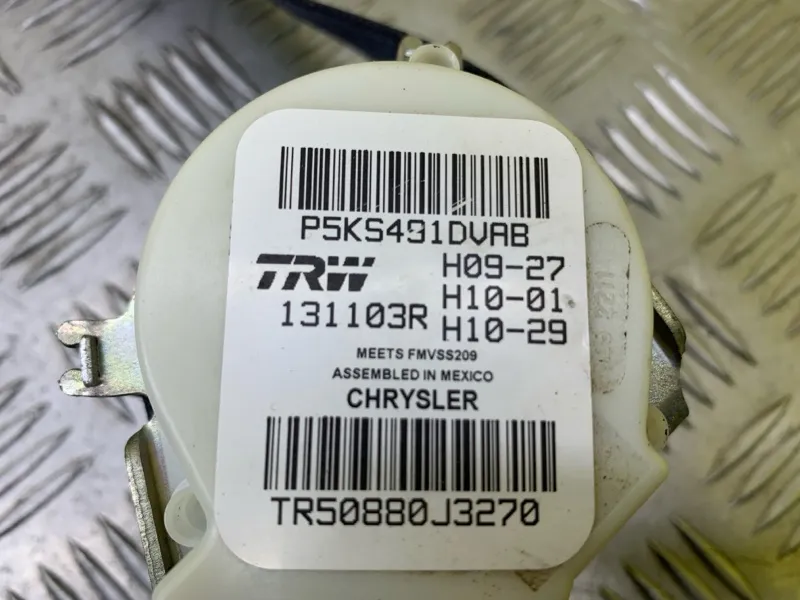 P5KS491DVAB
TRW
H09-27
H10-01
131103R
H10-29
MEETS FMVSS209
ASSEMBLED IN MEXICO
CHRYSLER
TR50880J3270